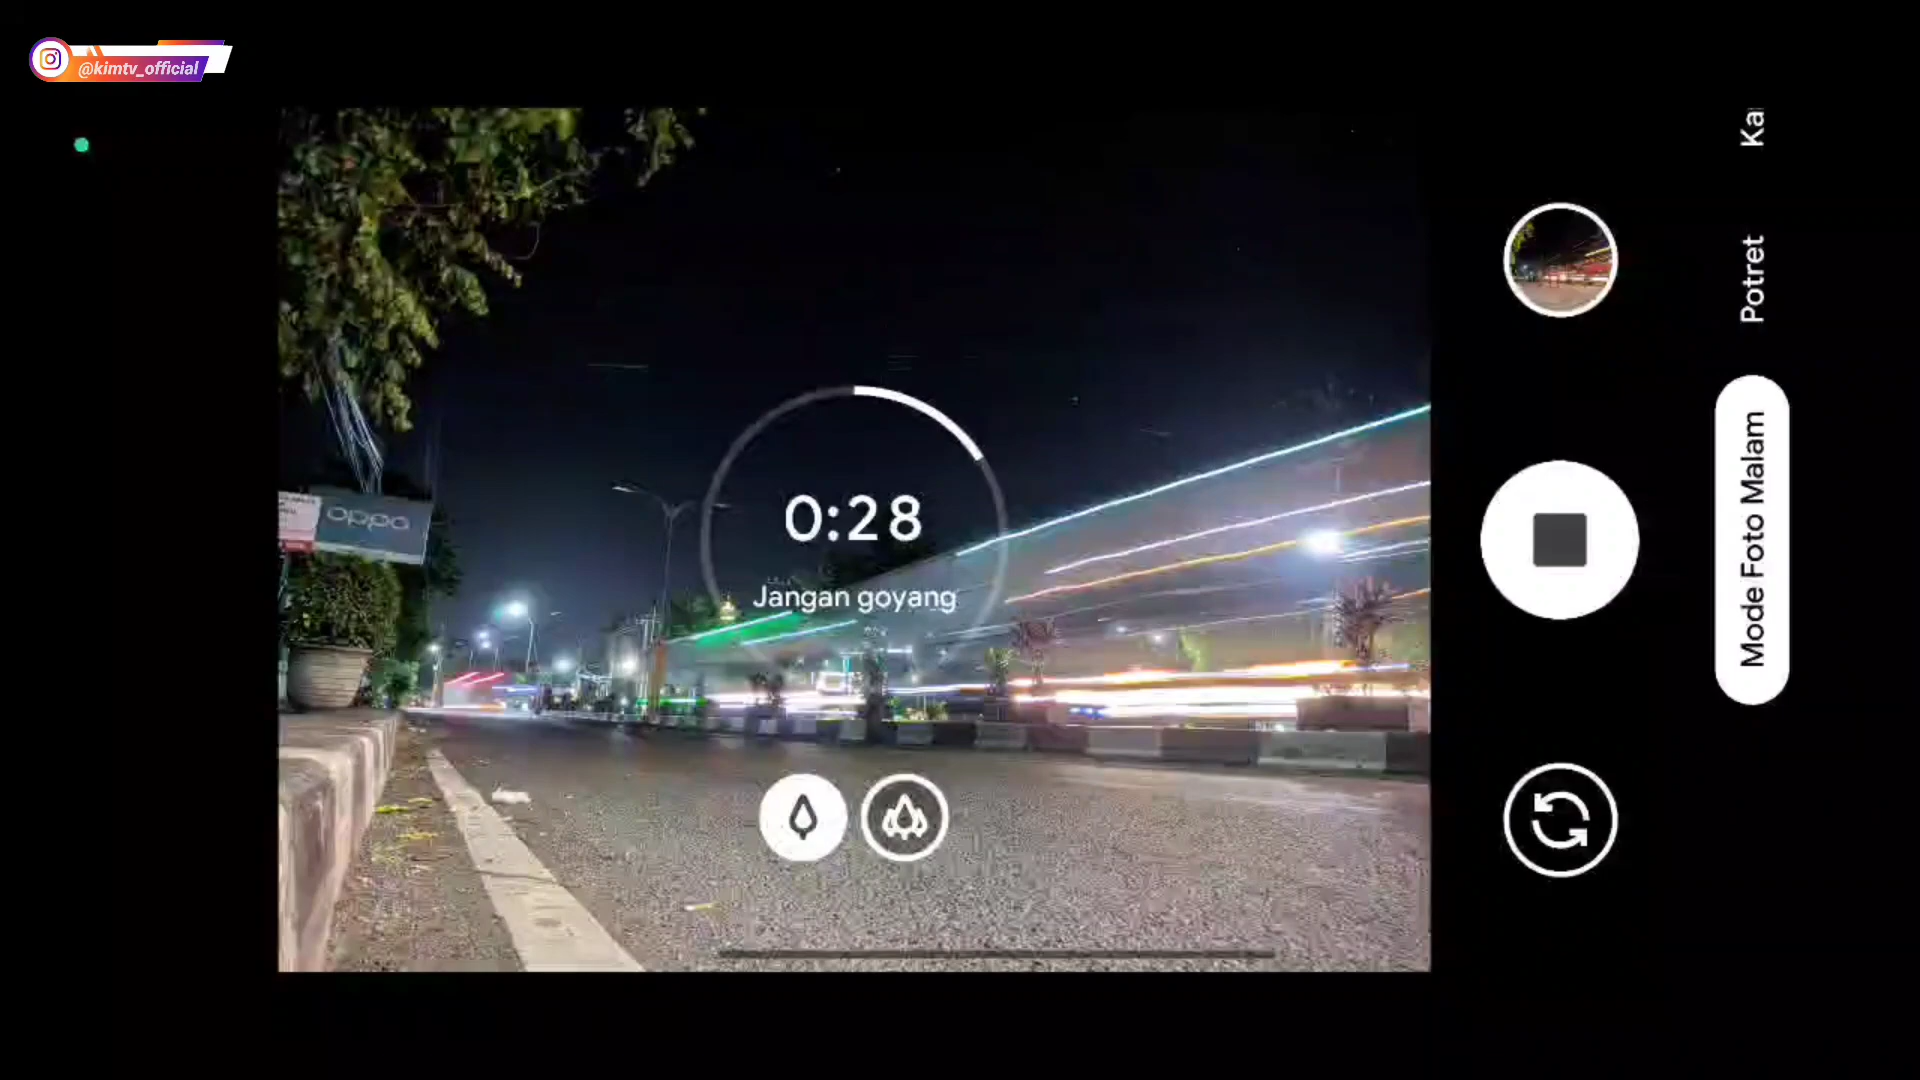 @kimtv_official
Ka
Potret
Mode Foto Malam
oppo
0:28
Jangan goyang